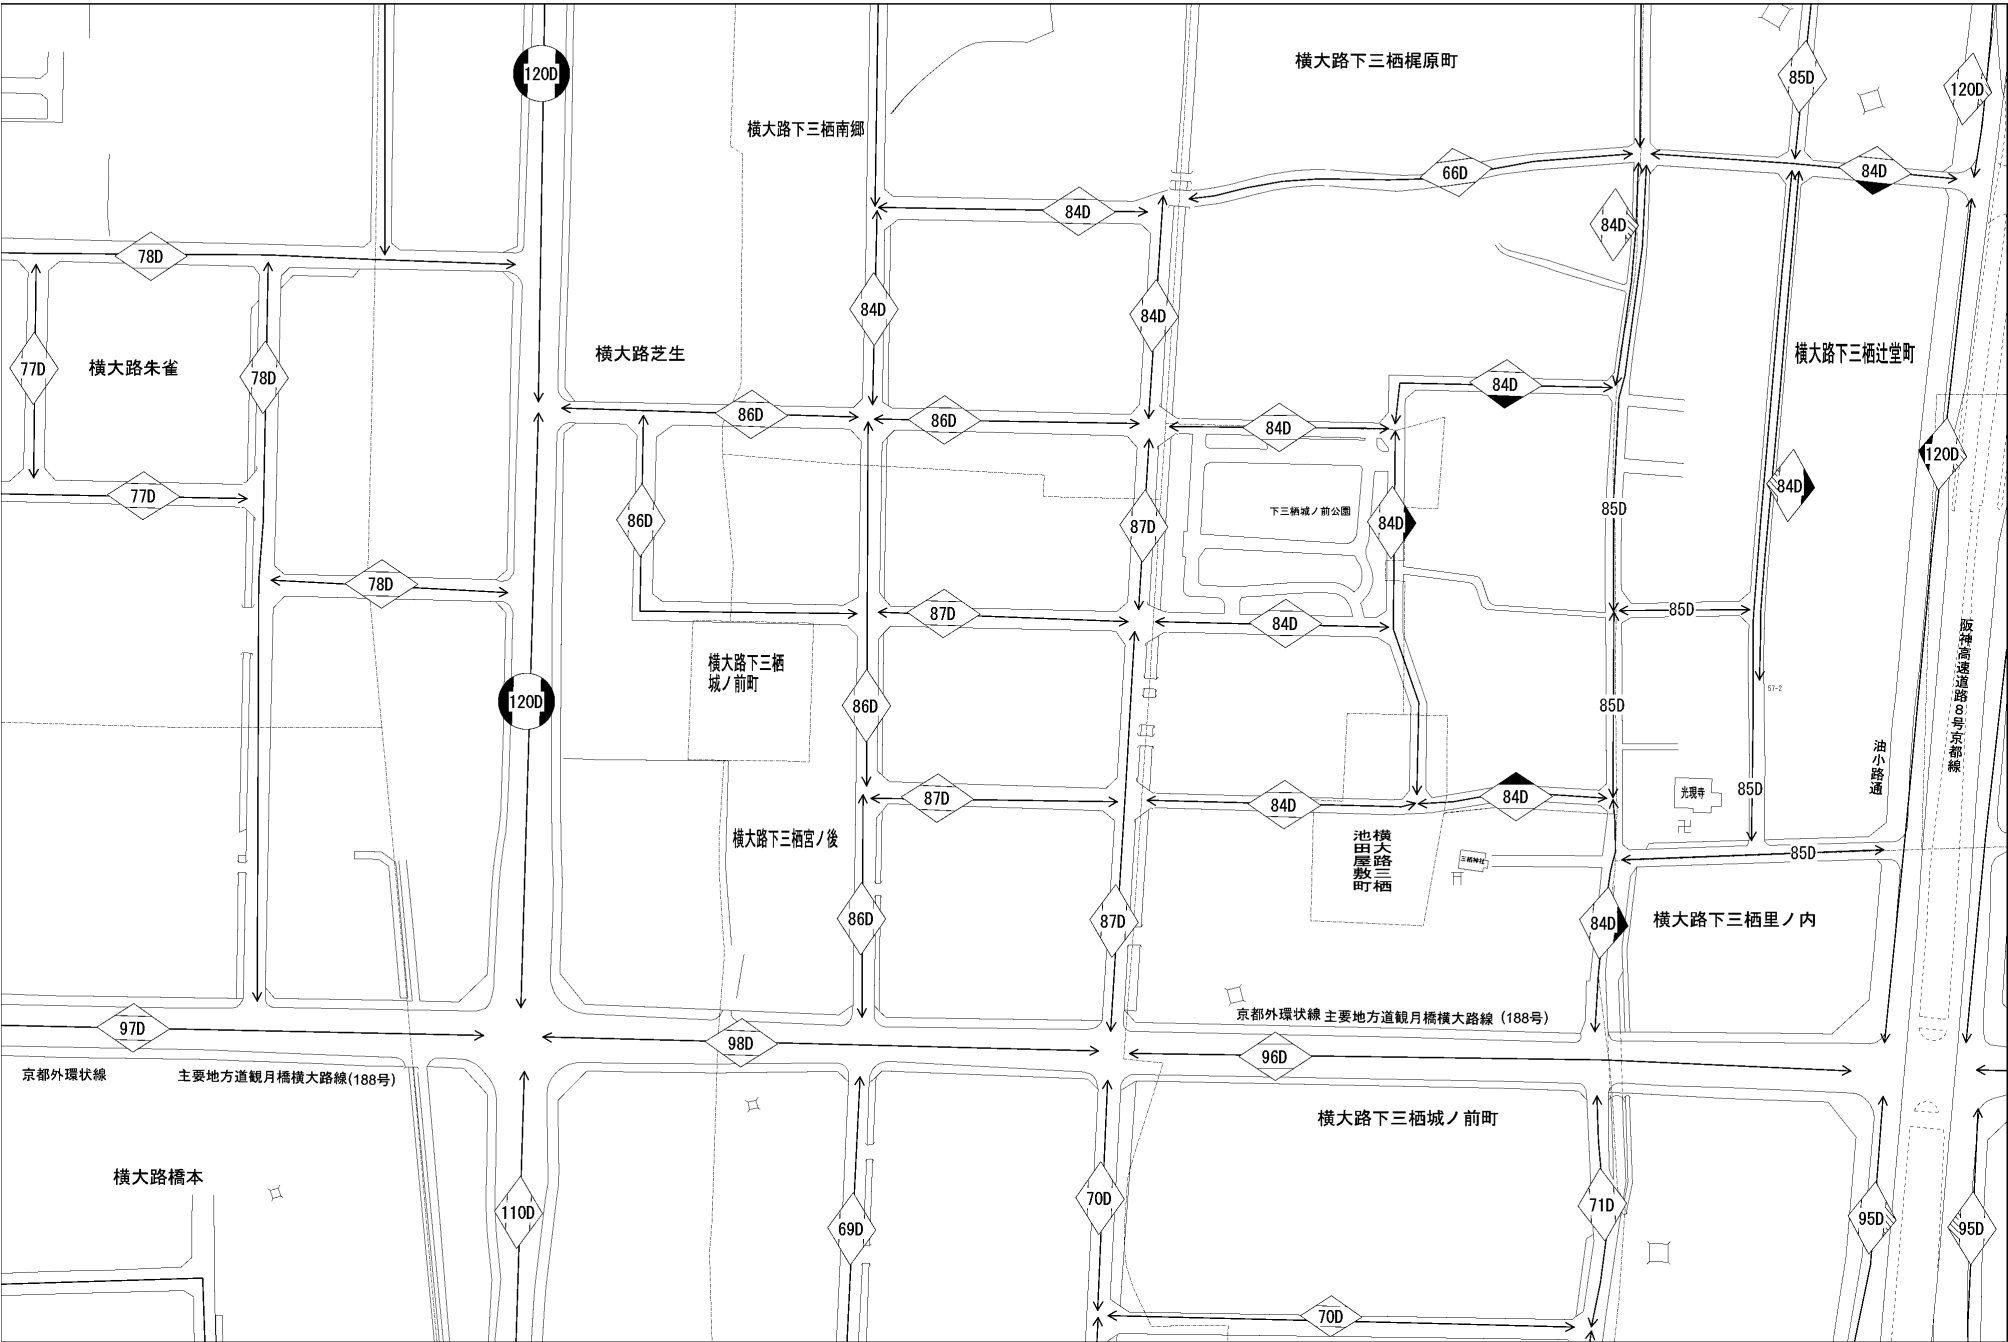 横大路下三栖梶原町
120D
85D
120D
横大路下三栖南郷
66D
84D
84D
84D
78D
84D
84D
横大路芝生
横大路下三栖辻堂町
横大路朱雀
77D
78D
84D
86D
86D
84D
120D
77D
84D
下三栖城ノ前公園
85D
86D
87D
84D
78D
85D
87D
84D
横大路下三栖
城ノ前町
阪神高速道路8号京都線
57-2
120D
86D
85D
油小路通
87D
84D
84D
85D
光現寺
横大路下三栖宮ノ後
横大路三栖
池田屋敷町
85D
三栖神社
86D
87D
84D
横大路下三栖里ノ内
京都外環状線 主要地方道観月橋横大路線 (188号)
97D
98D
96D
京都外環状線
主要地方道観月橋横大路線(188号)
横大路下三栖城ノ前町
横大路橋本
110D
69D
70D
71D
95D
95D
70D